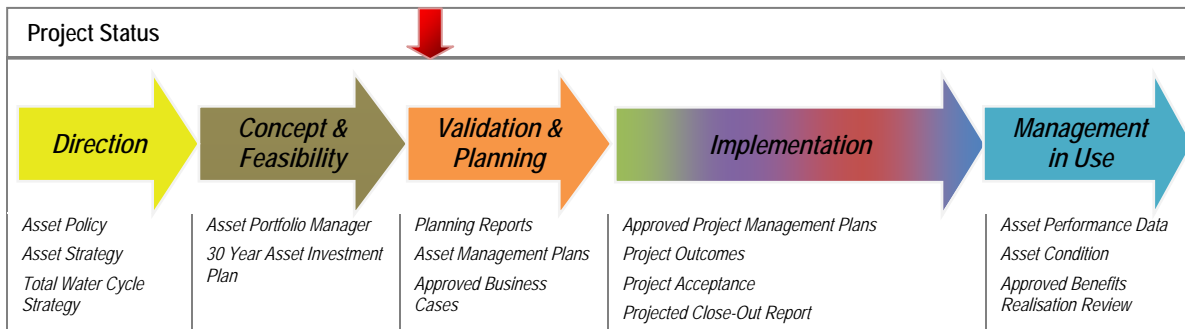 Project Status
Direction
Concept &
Feasibility
Validation &
Planning
Implementation
Management
in Use
Asset Policy
Asset Strategy
Total Water Cycle
Strategy
Asset Portfolio Manager
30 Year Asset Investment
Plan
Planning Reports
Asset Management Plans
Approved Business
Cases
Approved Project Management Plans
Project Outcomes
Project Acceptance
Projected Close-Out Report
Asset Performance Data
Asset Condition
Approved Benefits
Realisation Review